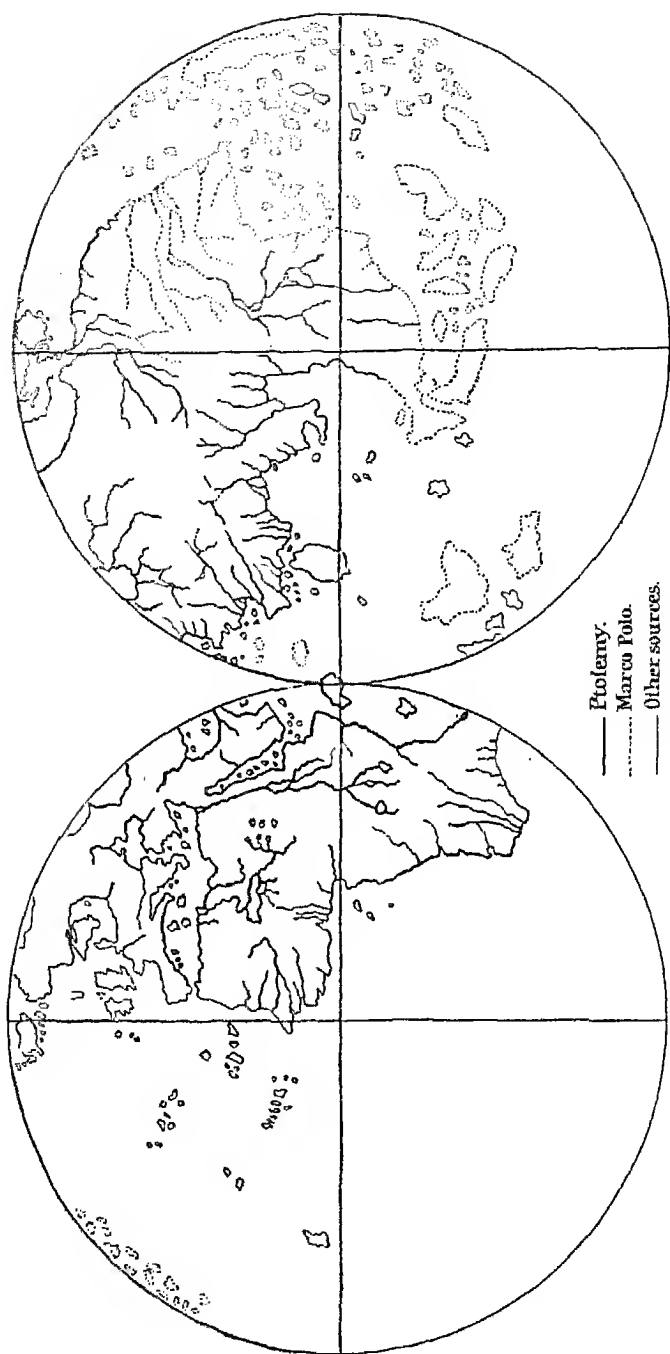 —— Ptolemy.
........ Marco Polo.
—— Other sources.